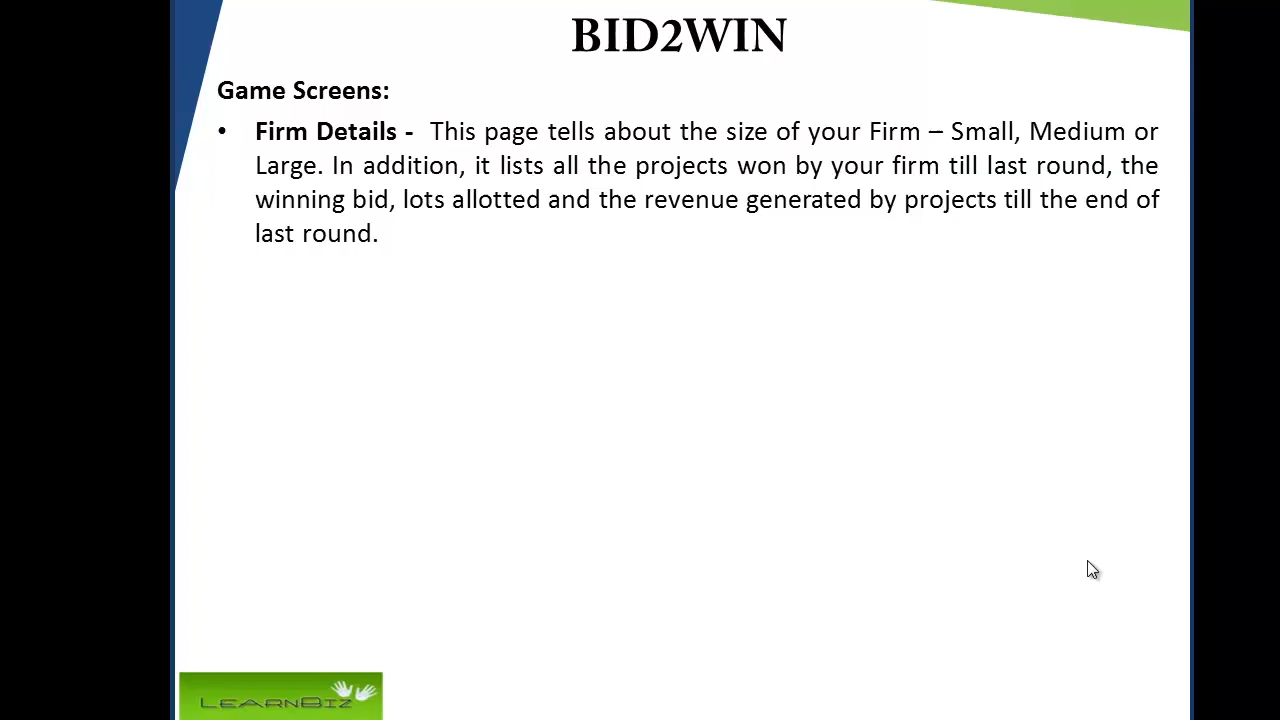 BID2WIN
Game Screens:
• Firm Details - This page tells about the size of your Firm – Small, Medium or
Large. In addition, it lists all the projects won by your firm till last round, the
winning bid, lots allotted and the revenue generated by projects till the end of
last round.
LEARNBIZ